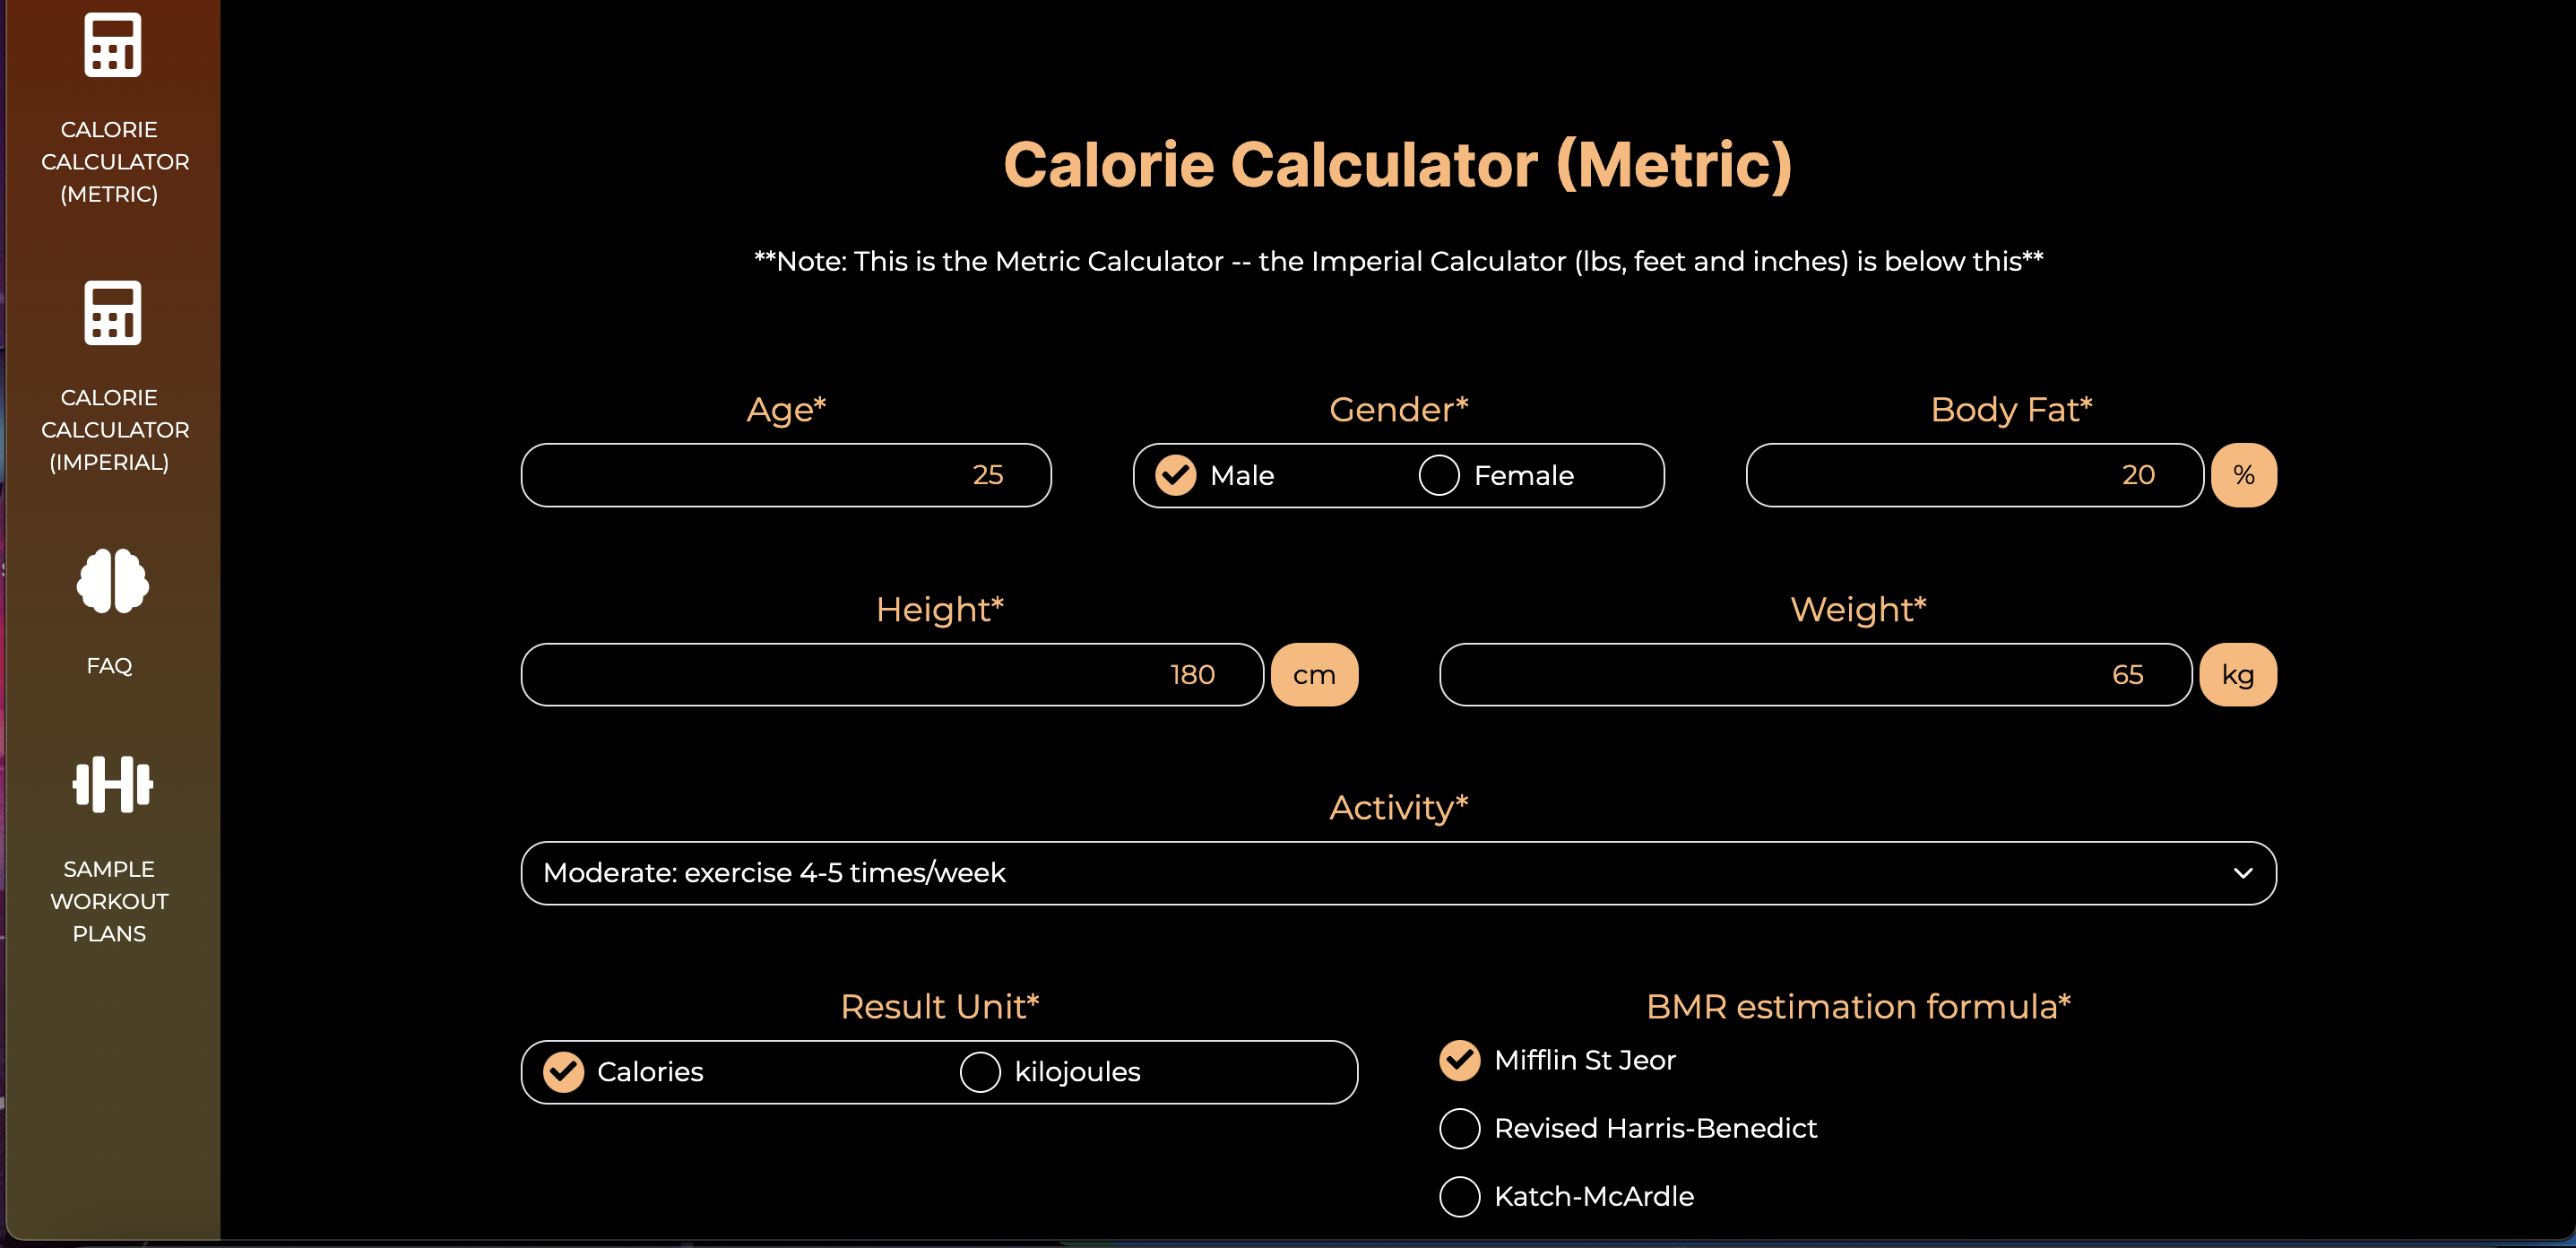 CALORIE
CALCULATOR
(METRIC)
CALORIE
CALCULATOR
(IMPERIAL)
FAQ
SAMPLE
WORKOUT
PLANS
Calorie Calculator (Metric)
**Note: This is the Metric Calculator -- the Imperial Calculator (lbs, feet and inches) is below this**
Age*
25
Gender*
Male Female
Body Fat*
20 %
Height*
180 cm
Weight*
65 kg
Activity*
Moderate: exercise 4-5 times/week
Result Unit*
Calories kilojoules
BMR estimation formula*
Mifflin St Jeor
Revised Harris-Benedict
Katch-McArdle